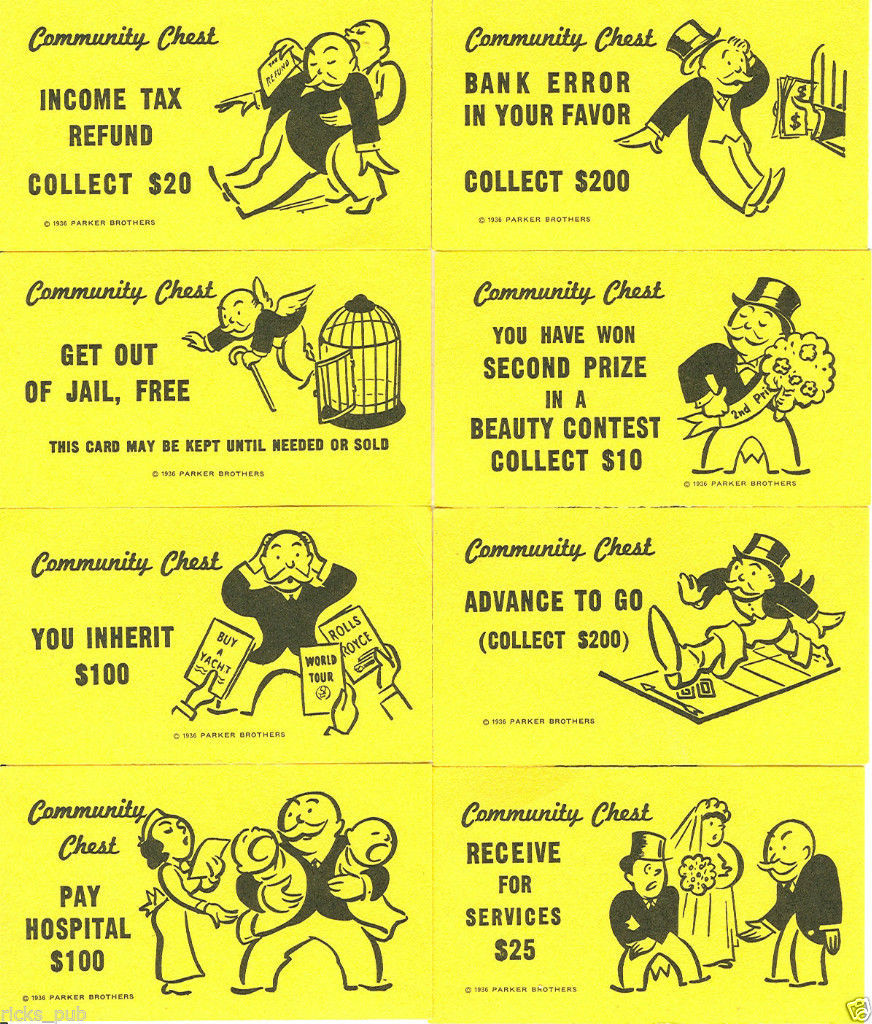 Community Chest
INCOME TAX
REFUND
COLLECT $20
TAX
REFUND
© 1936 PARKER BROTHERS
Community Chest
BANK ERROR
IN YOUR FAVOR
COLLECT $200
$
$
© 1936 PARKER BROTHERS
Community Chest
GET OUT
OF JAIL, FREE
THIS CARD MAY BE KEPT UNTIL NEEDED OR SOLD
© 1936 PARKER BROTHERS
Community Chest
YOU HAVE WON
SECOND PRIZE
IN A
BEAUTY CONTEST
COLLECT $10
2nd Pri
© 1936 PARKER BROTHERS
Community Chest
YOU INHERIT
$100
BUY
A
YACHT
WORLD
TOUR
ROLLS
ROYCE
© 1936 PARKER BROTHERS
Community Chest
ADVANCE TO GO
(COLLECT $200)
GO
© 1936 PARKER BROTHERS
Community
Chest
PAY
HOSPITAL
$100
© 1936 PARKER BROTHERS
Community Chest
RECEIVE
FOR
SERVICES
$25
© 1936 PARKER BROTHERS
ricks_pub